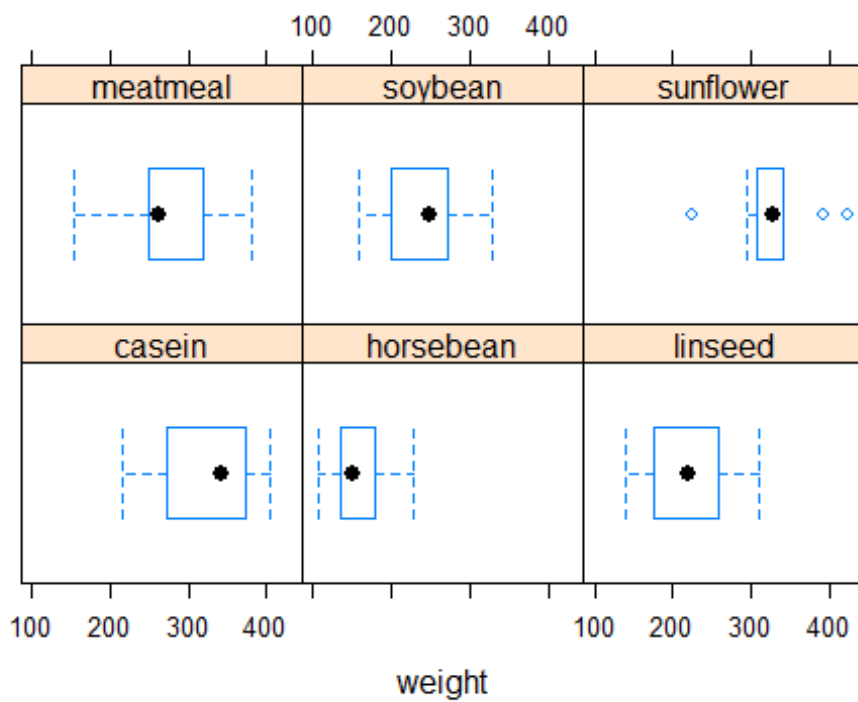 100 200 300 400
meatmeal soybean sunflower
casein horsebean linseed
100 200 300 400 100 200 300 400
weight